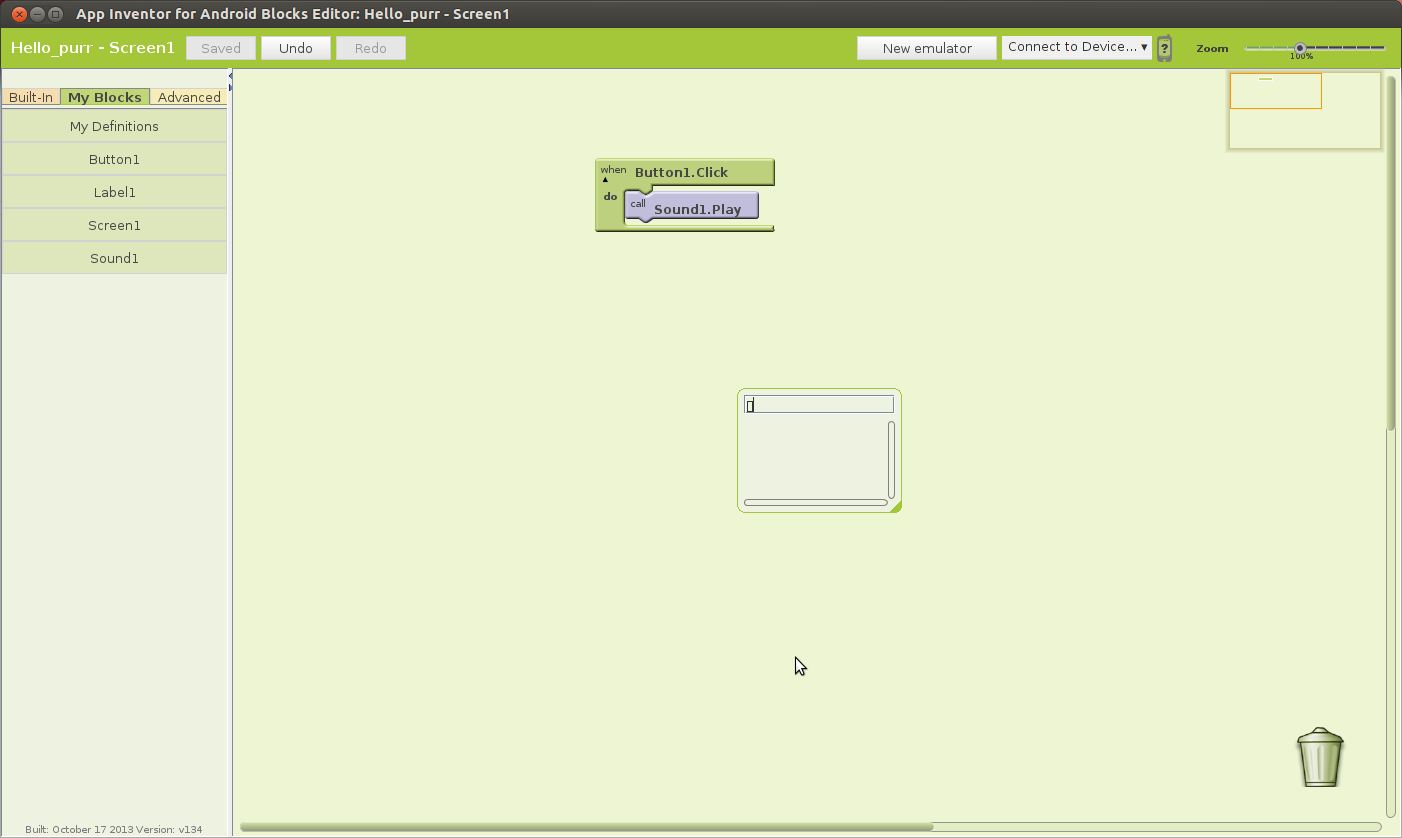 App Inventor for Android Blocks Editor: Hello_purr - Screen1
Hello_purr - Screen1 Saved Undo Redo New emulator Connect to Device... ? Zoom
100%
Built-In My Blocks Advanced
My Definitions
Button1
Label1
Screen1
Sound1
when Button1.Click
do call Sound1.Play
Built: October 17 2013 Version: v134